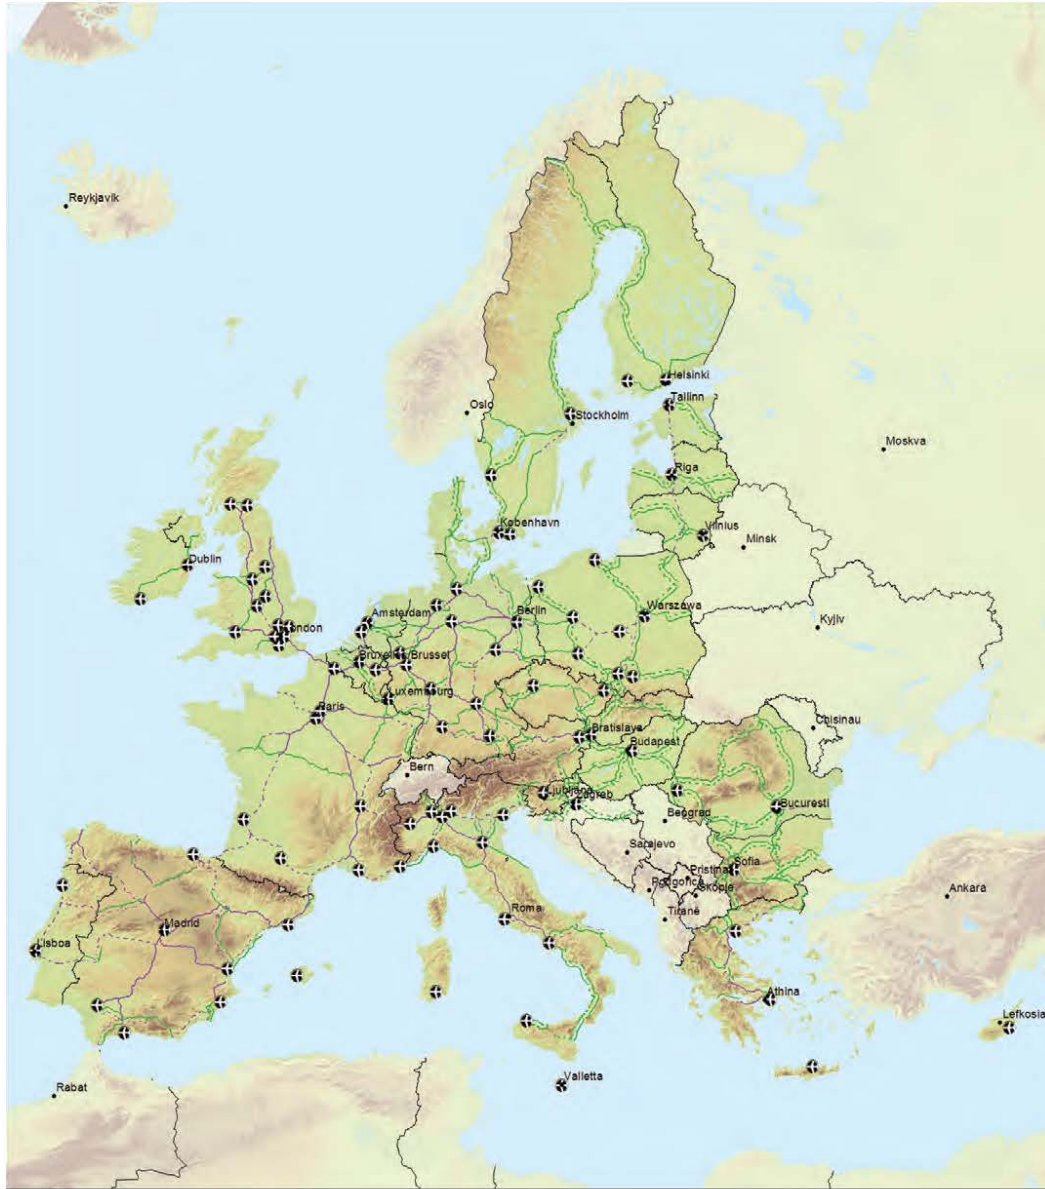 Reykjavík
Helsinki
Tallinn
Oslo
Stockholm
Moskva
Riga
København
Vilnius
Minsk
Dublin
Amsterdam
Berlin
Warszawa
Kyjiv
London
Bruxelles/Brussel
Luxembourg
Paris
Bratislava
Chisinau
Budapest
Bern
Ljubljana
Zagreb
Bucuresti
Beograd
Sarajevo
Sofia
Pristina
Podgorica
Skopje
Ankara
Roma
Tiranë
Madrid
Lisboa
Athina
Lefkosia
Valletta
Rabat